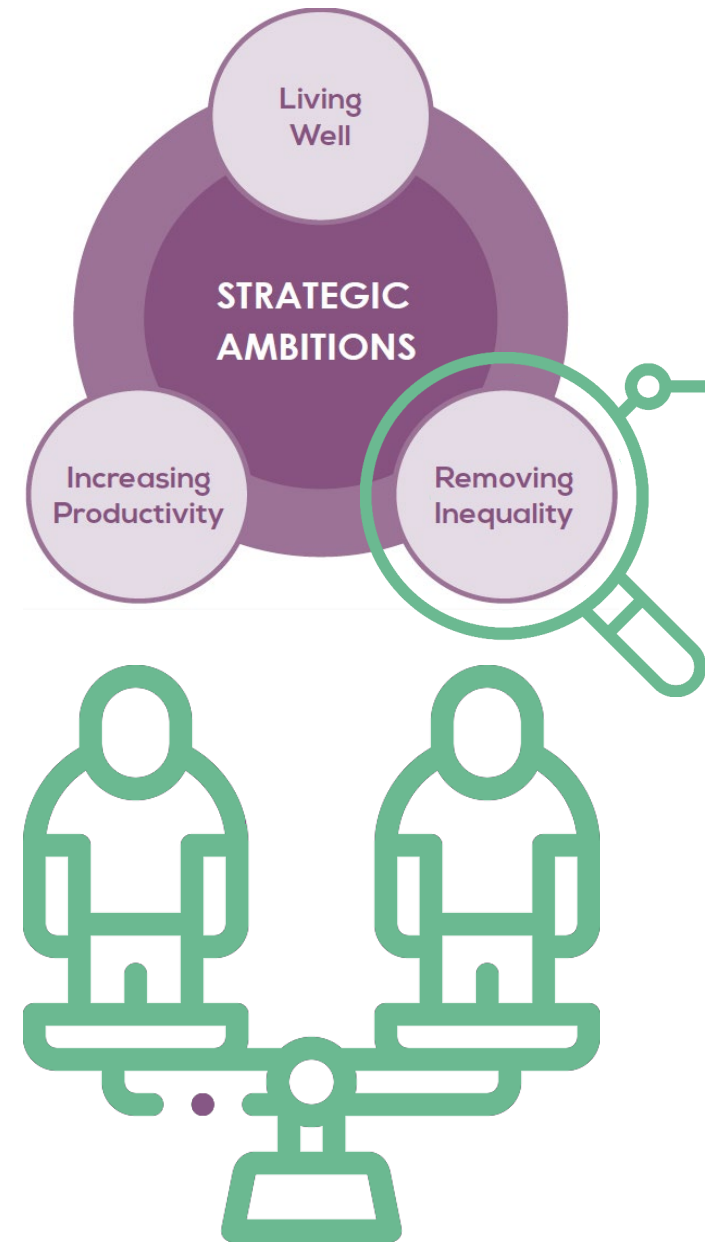 Living
Well
STRATEGIC
AMBITIONS
Increasing
Productivity
Removing
Inequality